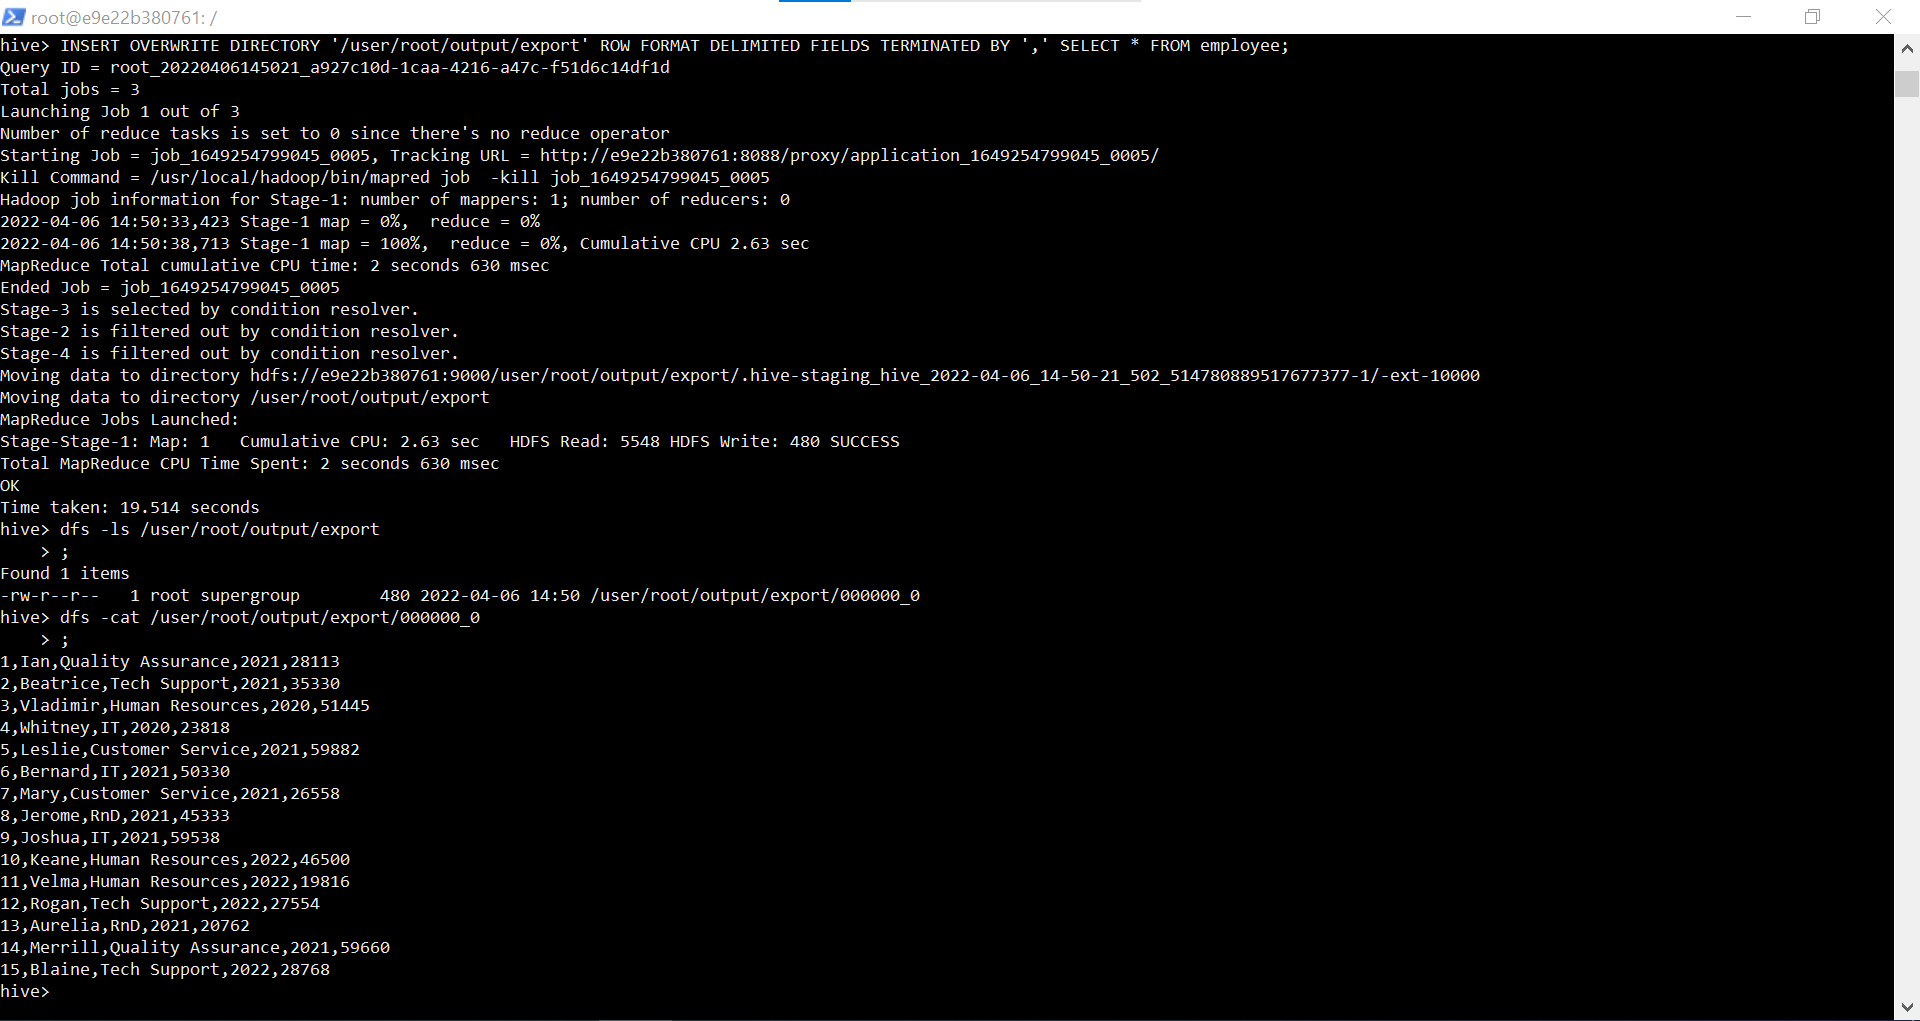 root@e9e22b380761: /
hive> INSERT OVERWRITE DIRECTORY '/user/root/output/export' ROW FORMAT DELIMITED FIELDS TERMINATED BY ',' SELECT * FROM employee;
Query ID = root_20220406145021_a927c10d-1caa-4216-a47c-f51d6c14df1d
Total jobs = 3
Launching Job 1 out of 3
Number of reduce tasks is set to 0 since there's no reduce operator
Starting Job = job_1649254799045_0005, Tracking URL = http://e9e22b380761:8088/proxy/application_1649254799045_0005/
Kill Command = /usr/local/hadoop/bin/mapred job  -kill job_1649254799045_0005
Hadoop job information for Stage-1: number of mappers: 1; number of reducers: 0
2022-04-06 14:50:33,423 Stage-1 map = 0%,  reduce = 0%
2022-04-06 14:50:38,713 Stage-1 map = 100%,  reduce = 0%, Cumulative CPU 2.63 sec
MapReduce Total cumulative CPU time: 2 seconds 630 msec
Ended Job = job_1649254799045_0005
Stage-3 is selected by condition resolver.
Stage-2 is filtered out by condition resolver.
Stage-4 is filtered out by condition resolver.
Moving data to directory hdfs://e9e22b380761:9000/user/root/output/export/.hive-staging_hive_2022-04-06_14-50-21_502_514780889517677377-1/-ext-10000
Moving data to directory /user/root/output/export
MapReduce Jobs Launched:
Stage-Stage-1: Map: 1   Cumulative CPU: 2.63 sec   HDFS Read: 5548 HDFS Write: 480 SUCCESS
Total MapReduce CPU Time Spent: 2 seconds 630 msec
OK
Time taken: 19.514 seconds
hive> dfs -ls /user/root/output/export
    > ;
Found 1 items
-rw-r--r--   1 root supergroup        480 2022-04-06 14:50 /user/root/output/export/000000_0
hive> dfs -cat /user/root/output/export/000000_0
    > ;
1,Ian,Quality Assurance,2021,28113
2,Beatrice,Tech Support,2021,35330
3,Vladimir,Human Resources,2020,51445
4,Whitney,IT,2020,23818
5,Leslie,Customer Service,2021,59882
6,Bernard,IT,2021,50330
7,Mary,Customer Service,2021,26558
8,Jerome,RnD,2021,45333
9,Joshua,IT,2021,59538
10,Keane,Human Resources,2022,46500
11,Velma,Human Resources,2022,19816
12,Rogan,Tech Support,2022,27554
13,Aurelia,RnD,2021,20762
14,Merrill,Quality Assurance,2021,59660
15,Blaine,Tech Support,2022,28768
hive>